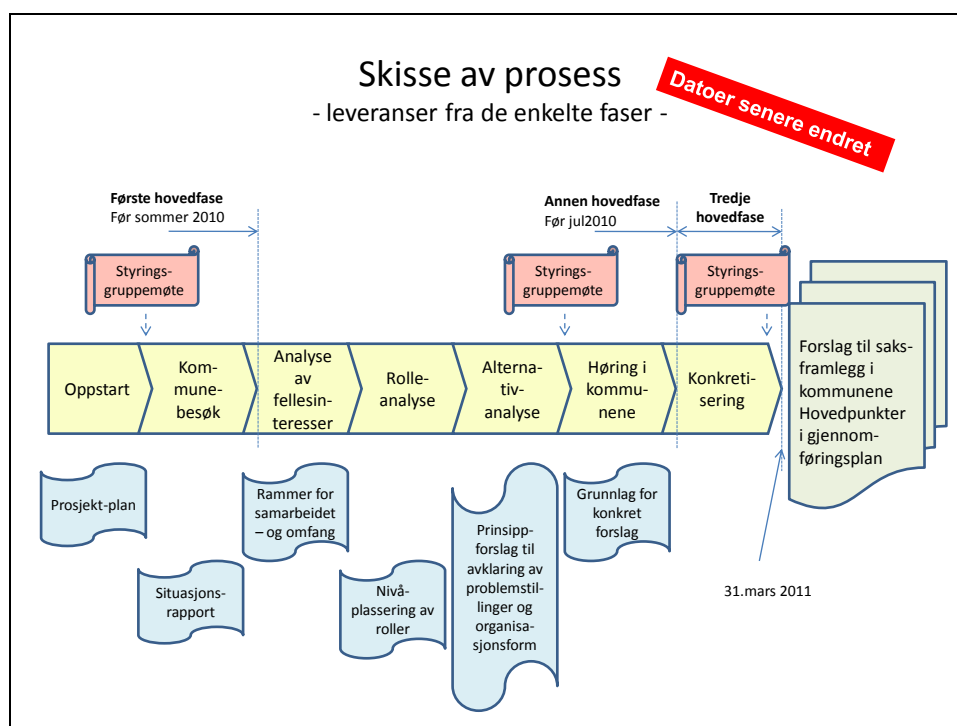 Skisse av prosess
- leveranser fra de enkelte faser -
Datoer senere endret
Første hovedfase
Før sommer 2010
Annen hovedfase
Før jul2010
Tredje
hovedfase
Styrings-
gruppemøte
Styrings-
gruppemøte
Styrings-
gruppemøte
Oppstart
Kom-
mune-
besøk
Analyse
av
fellesin-
teresser
Rolle-
analyse
Alterna-
tiv-
analyse
Høring i
kommu-
nene
Konkreti-
sering
Forslag til saks-
framlegg i
kommunene
Hovedpunkter
i gjennom-
føringsplan
Prosjekt-plan
Situasjons-
rapport
Rammer for
samarbeidet
– og omfang
Nivå-
plassering av
roller
Prinsipp-
forslag til
avklaring av
problemstil-
linger og
organisa-
sjonsform
Grunnlag for
konkret
forslag
31.mars 2011